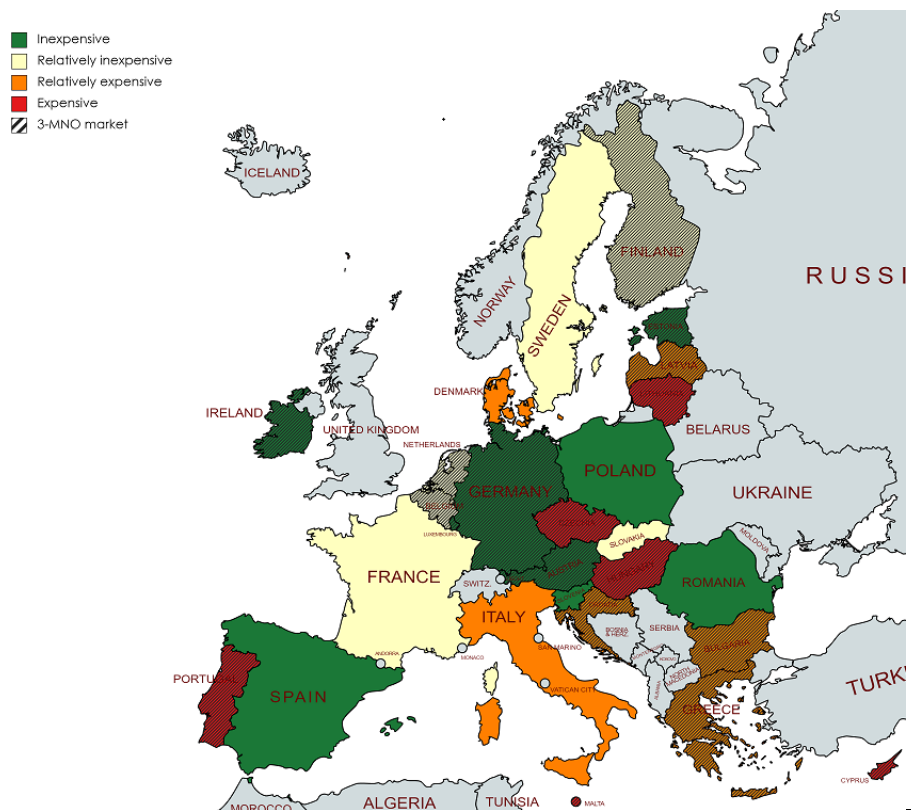 Inexpensive
Relatively inexpensive
Relatively expensive
Expensive
3-MNO market
ICELAND
FINLAND
RUSSI
NORWAY
SWEDEN
ESTONIA
LATVIA
LITHUANIA
DENMARK
IRELAND
UNITED KINGDOM
BELARUS
NETHERLANDS
POLAND
GERMANY
UKRAINE
BELGIUM
LUXEMBOURG
CZECHIA
SLOVAKIA
MOLDOVA
FRANCE
SWITZ.
AUSTRIA
HUNGARY
ROMANIA
SLOVENIA
CROATIA
ITALY
BOSNIA
& HERZ.
SERBIA
SAN MARINO
MONACO
ANDORRA
BULGARIA
NORTH
MACEDONIA
ALBANIA
PORTUGAL
SPAIN
VATICAN CITY
TURK
GREECE
CYPRUS
MALTA
MOROCCO
ALGERIA
TUNISIA